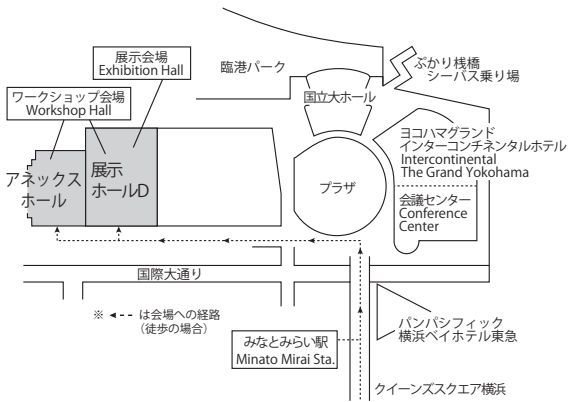 展示会場
Exhibition Hall
ワークショップ会場
Workshop Hall
臨港パーク
ぷかり桟橋
シーバス乗り場
国立大ホール
ヨコハマグランド
インターコンチネンタルホテル
Intercontinental
The Grand Yokohama
アネックス
ホール
展示
ホールD
プラザ
会議センター
Conference
Center
国際大通り
※ ◄-- は会場への経路
(徒歩の場合)
みなとみらい駅
Minato Mirai Sta.
パンパシフィック
横浜ベイホテル東急
クイーンズスクエア横浜